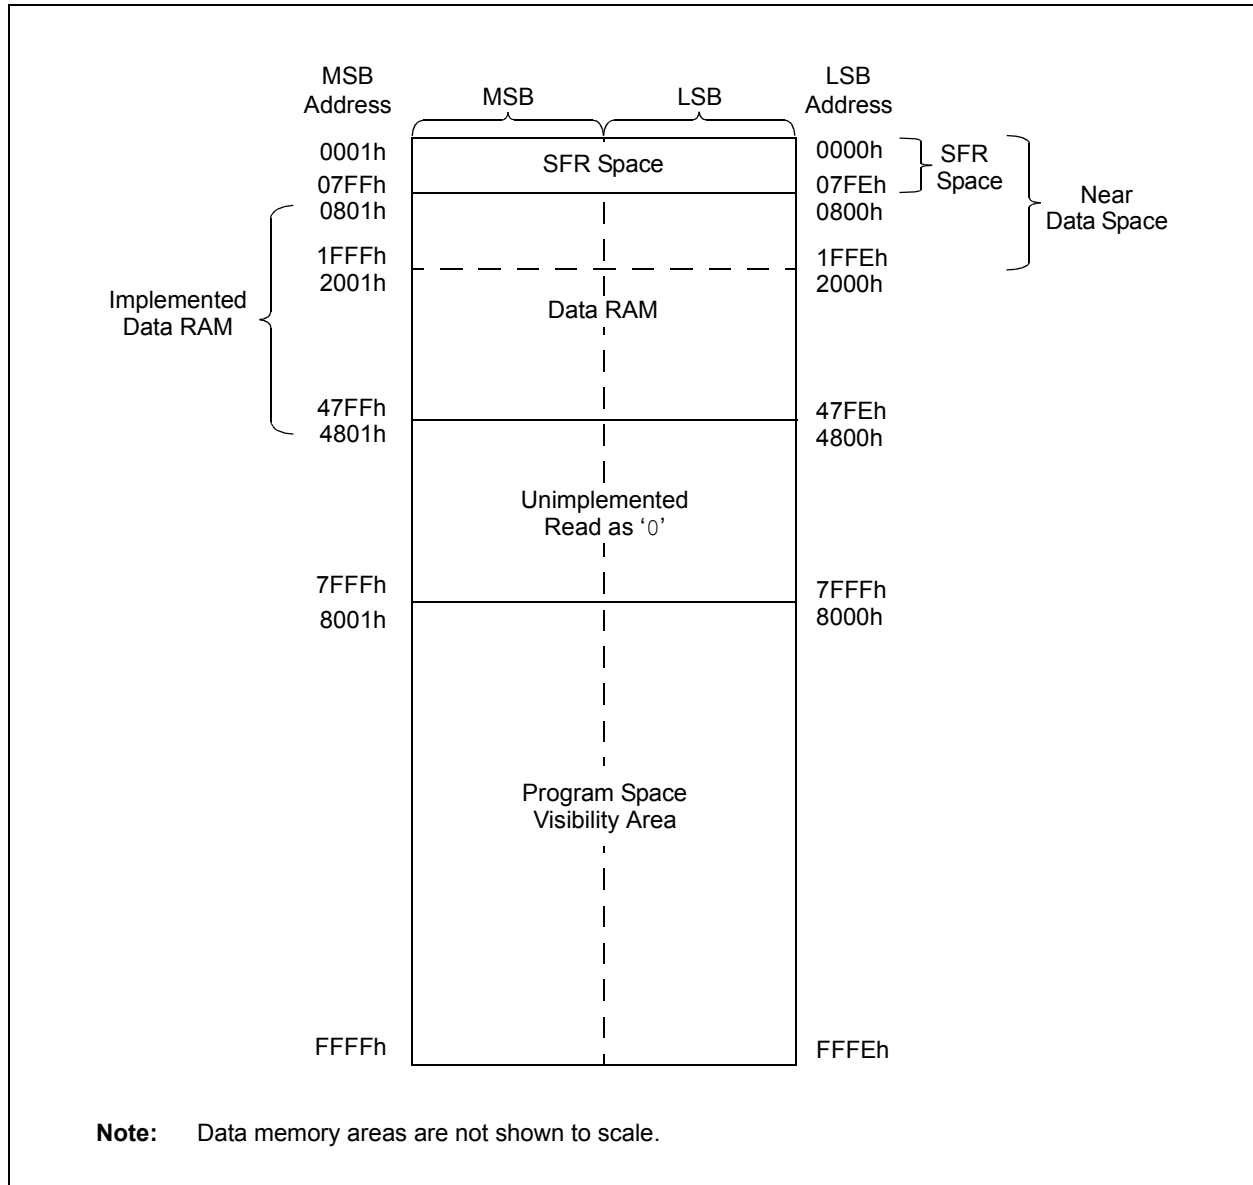 MSB
Address
MSB
LSB
LSB
Address
0001h
SFR Space
0000h
SFR
Space
07FFh
07FEh
0801h
0800h
Near
Data Space
1FFFh
1FFEh
2001h
2000h
Implemented
Data RAM
Data RAM
47FFh
47FEh
4801h
4800h
Unimplemented
Read as ‘0’
7FFFh
7FFFh
8001h
8000h
Program Space
Visibility Area
FFFFh
FFFEh
Note: Data memory areas are not shown to scale.